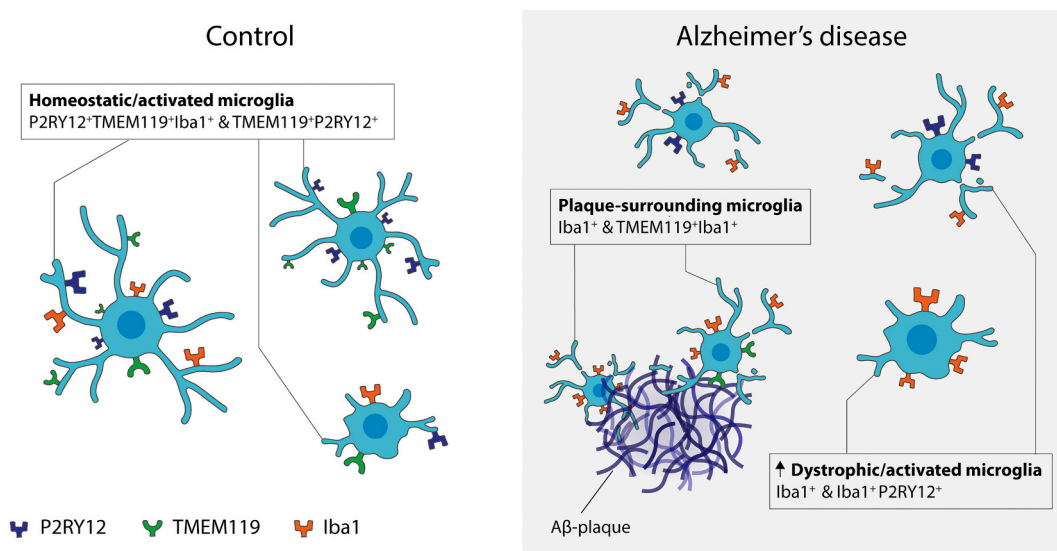 Control
Homeostatic/activated microglia
P2RY12⁺TMEM119⁺Iba1⁺ & TMEM119⁺P2RY12⁺
P2RY12
TMEM119
Iba1
Alzheimer’s disease
Plaque-surrounding microglia
Iba1⁺ & TMEM119⁺Iba1⁺
↑ Dystrophic/activated microglia
Iba1⁺ & Iba1⁺P2RY12⁺
Aβ-plaque